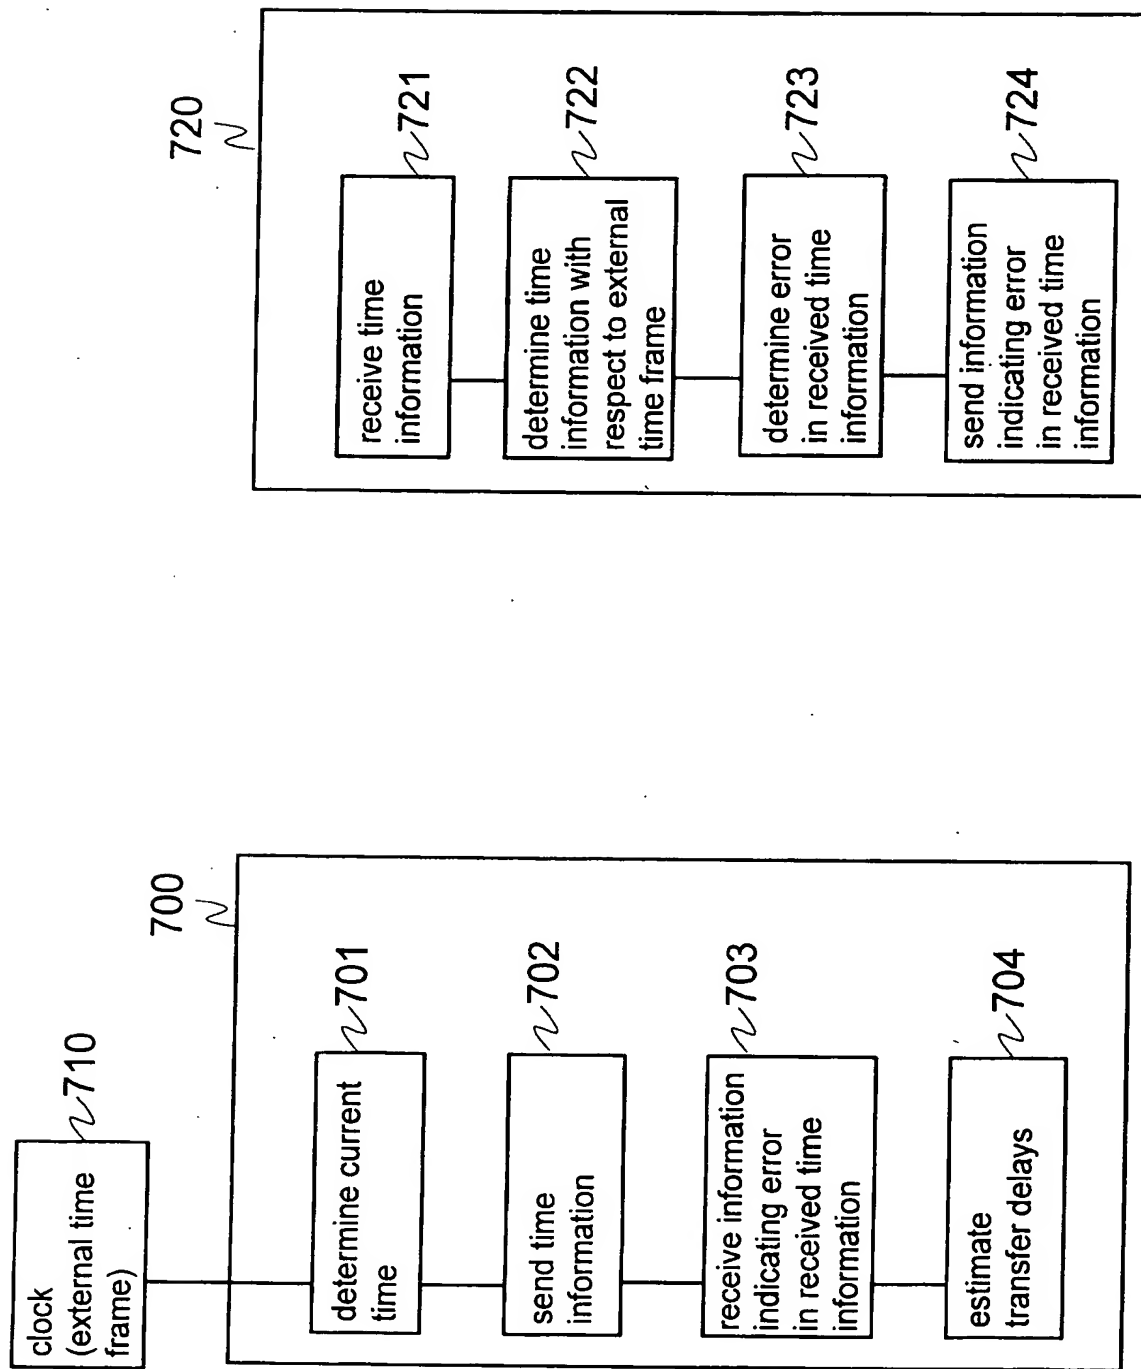 clock
(external time
frame)
710
700
determine current
time
701
send time
information
702
receive information
indicating error
in received time
information
703
estimate
transfer delays
704
720
receive time
information
721
determine time
information with
respect to external
time frame
722
determine error
in received time
information
723
send information
indicating error
in received time
information
724